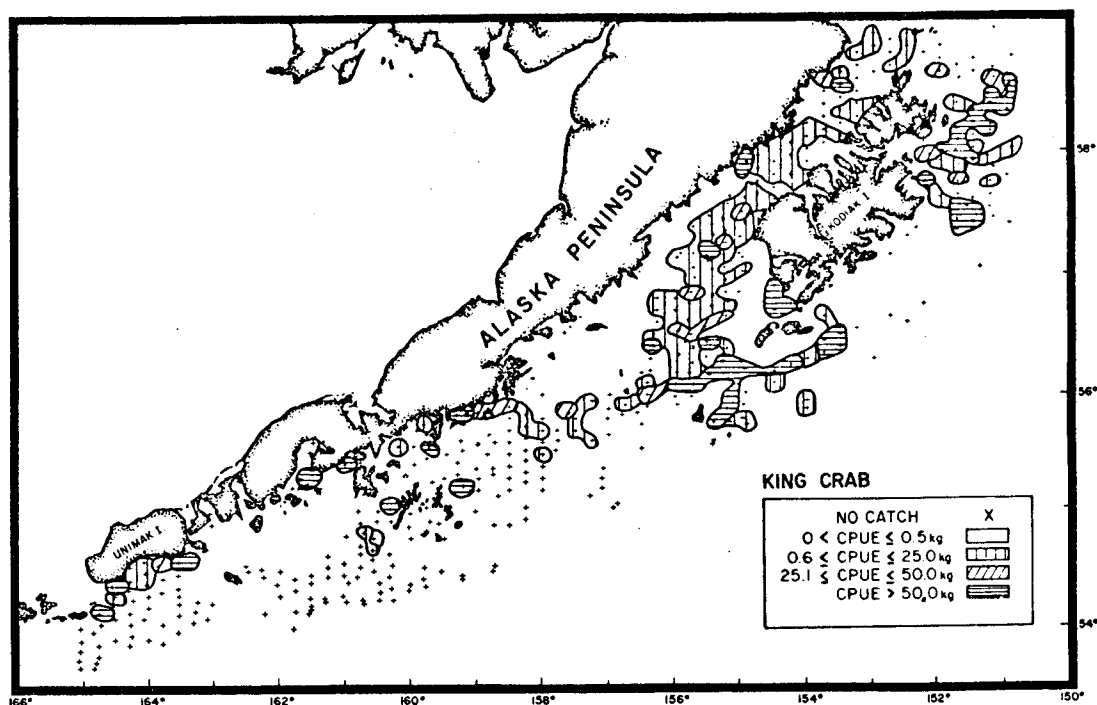 ALASKA PENINSULA
KODIAK I
UNIMAK I.
58°
56°
54°
KING CRAB
NO CATCH X
0 < CPUE ≤ 0.5 kg
0.6 ≤ CPUE ≤ 25.0 kg
25.1 ≤ CPUE ≤ 50.0 kg
CPUE > 50.0 kg
166° 164° 162° 160° 158° 156° 154° 152° 150°